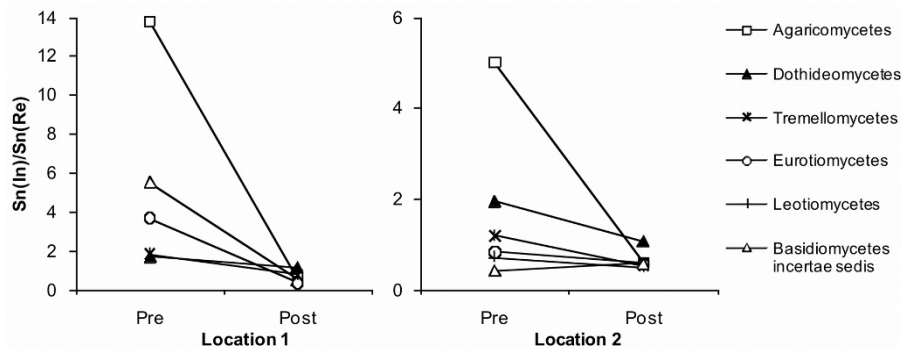 Sn(In)/Sn(Re)
14
12
10
8
6
4
2
0
Pre Post
Location 1
6
4
2
0
Pre Post
Location 2
Agaricomycetes
Dothideomycetes
Tremellomycetes
Eurotiomycetes
Leotiomycetes
Basidiomycetes
incertae sedis